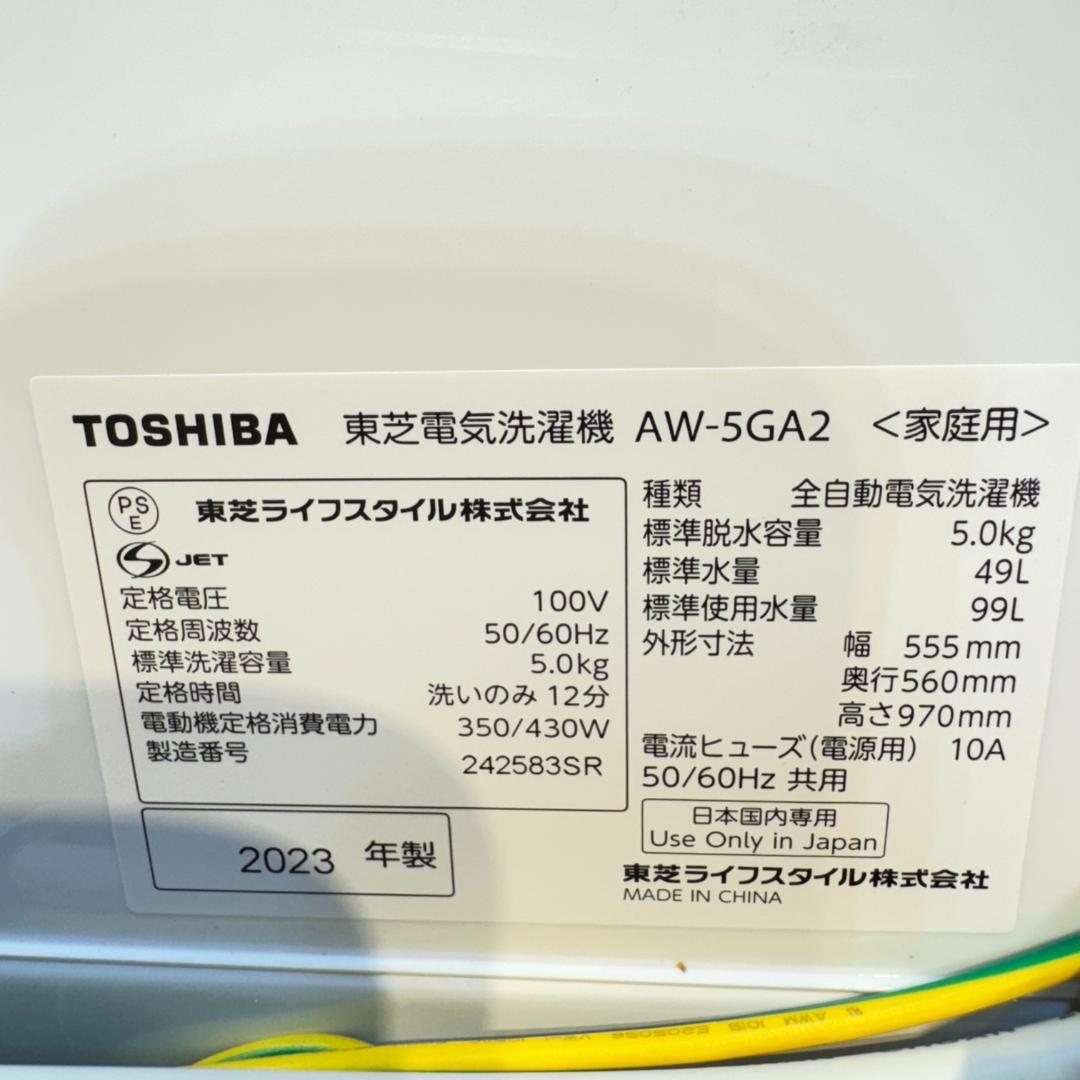 TOSHIBA 東芝電気洗濯機 AW-5GA2 <家庭用>
PS
E
東芝ライフスタイル株式会社
JET
定格電圧 100V
定格周波数 50/60Hz
標準洗濯容量 5.0kg
定格時間 洗いのみ 12分
電動機定格消費電力 350/430W
製造番号 242583SR
2023 年製
種類 全自動電気洗濯機
標準脱水容量 5.0kg
標準水量 49L
標準使用水量 99L
外形寸法 幅 555mm
奥行560mm
高さ970mm
電流ヒューズ(電源用) 10A
50/60Hz 共用
日本国内専用
Use Only in Japan
東芝ライフスタイル株式会社
MADE IN CHINA